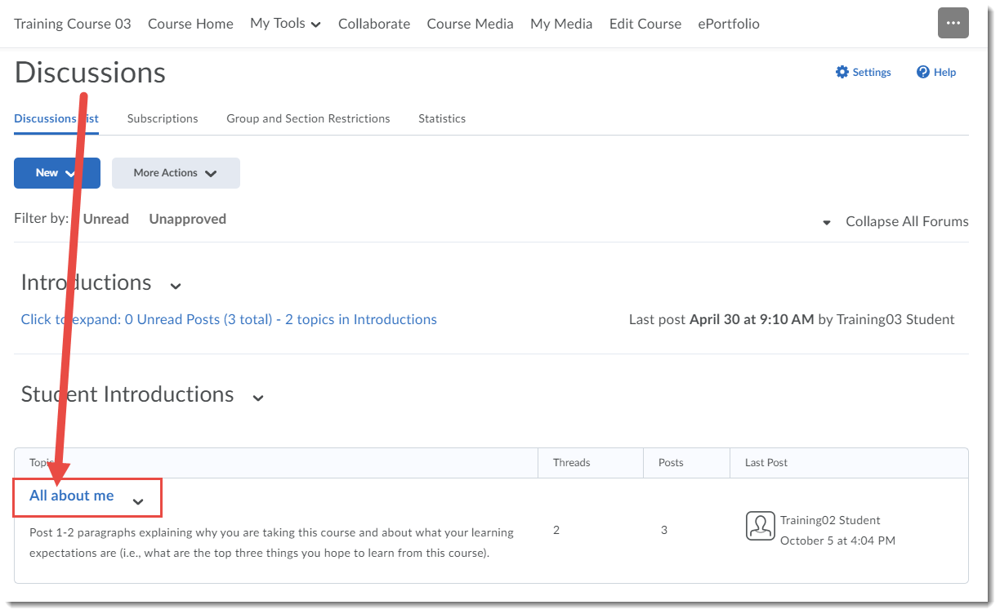 Training Course 03 Course Home My Tools Collaborate Course Media My Media Edit Course ePortfolio
Discussions
Settings Help
Discussions List Subscriptions Group and Section Restrictions Statistics
New More Actions
Filter by: Unread Unapproved
Collapse All Forums
Introductions
Click to expand: 0 Unread Posts (3 total) - 2 topics in Introductions
Last post April 30 at 9:10 AM by Training03 Student
Student Introductions
Topic Threads Posts Last Post
All about me
Post 1-2 paragraphs explaining why you are taking this course and about what your learning
expectations are (i.e., what are the top three things you hope to learn from this course).
2 3
Training02 Student
October 5 at 4:04 PM